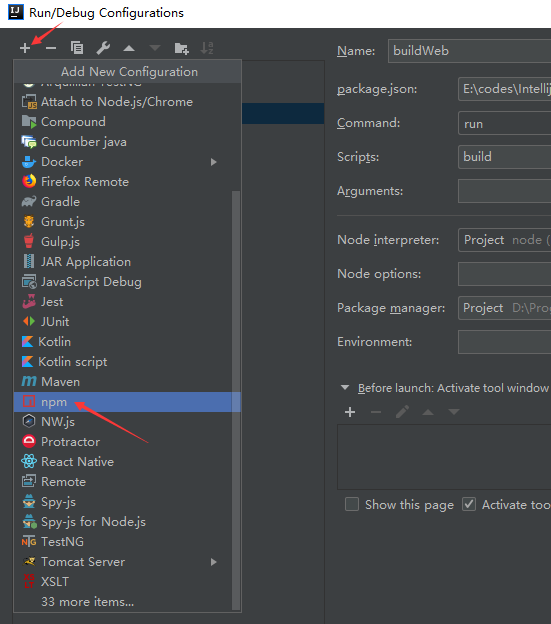 Run/Debug Configurations
Add New Configuration
Attach to Node.js/Chrome
Compound
Cucumber java
Docker
Firefox Remote
Gradle
Grunt.js
Gulp.js
JAR Application
JavaScript Debug
Jest
JUnit
Kotlin
Kotlin script
Maven
npm
NW.js
Protractor
React Native
Remote
Spy-js
Spy-js for Node.js
TestNG
Tomcat Server
XSLT
33 more items...
Name: buildWeb
package.json: E:\codes\Intellij
Command: run
Scripts: build
Arguments:
Node interpreter: Project node (
Node options:
Package manager: Project D:\Pro
Environment:
Before launch: Activate tool window
Show this page Activate too